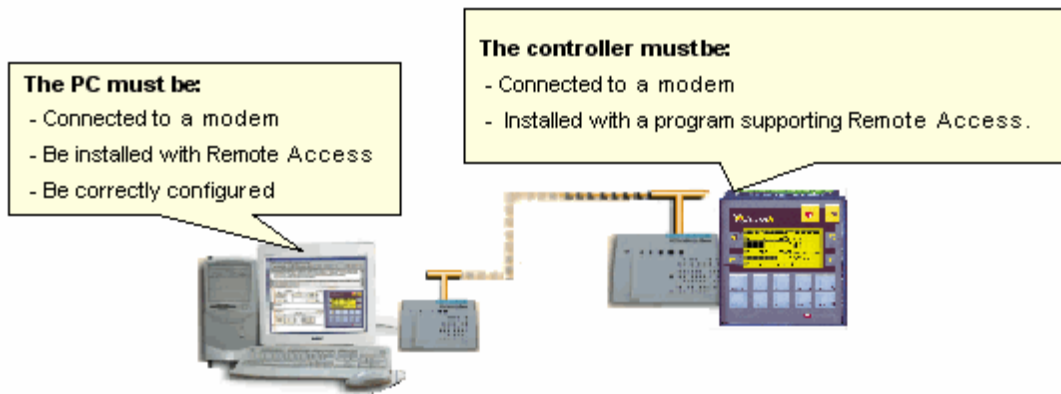 The PC must be:
- Connected to a modem
- Be installed with Remote Access
- Be correctly configured
The controller mustbe:
- Connected to a modem
- Installed with a program supporting Remote Access.